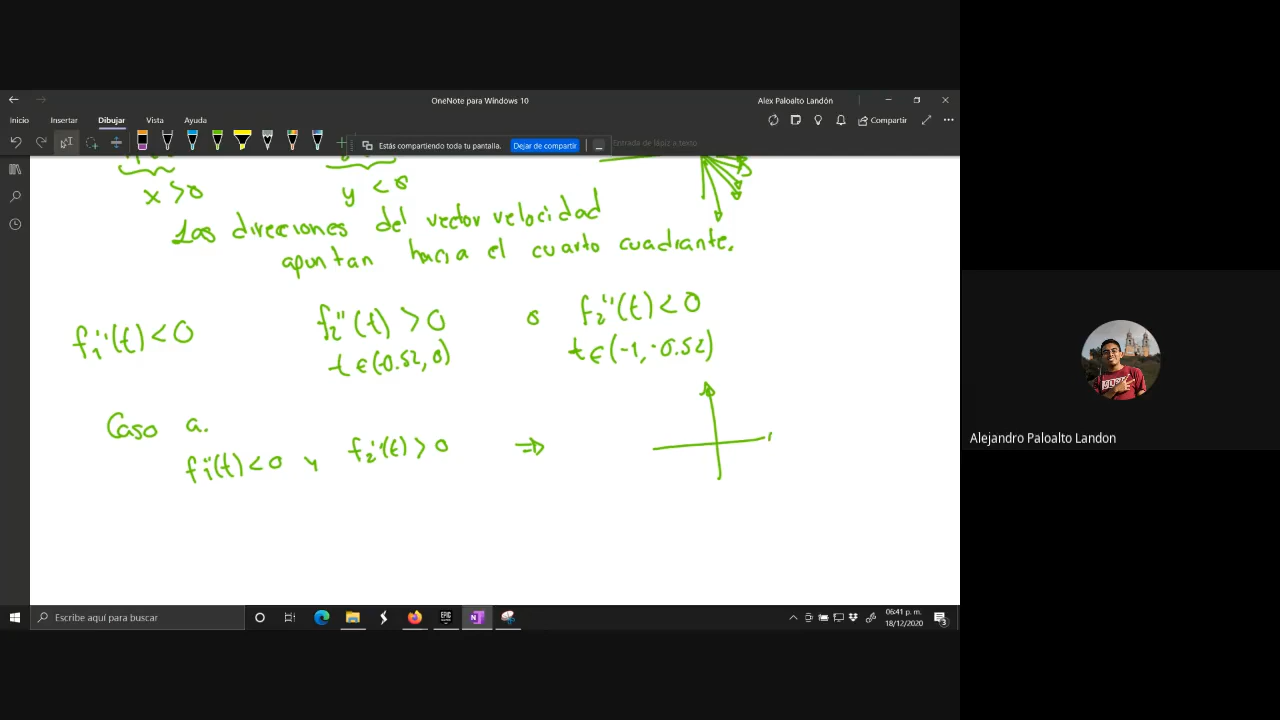 OneNote para Windows 10
Alex Paloalto Landón
Inicio
Insertar
Dibujar
Vista
Ayuda
Compartir
Estás compartiendo toda tu pantalla.
Dejar de compartir
x > 0
y < 0
Las direcciones del vector velocidad
apuntan hacia el cuarto cuadrante.
f₁''(t) < 0
f₂''(t) > 0 o f₂''(t) < 0
t ∈ (-0.52, 0)
t ∈ (-1, -0.52)
Caso a.
f₁''(t) < 0 y f₂''(t) > 0 ⇒
Alejandro Paloalto Landon
Escribe aquí para buscar
06:41 p. m.
18/12/2020